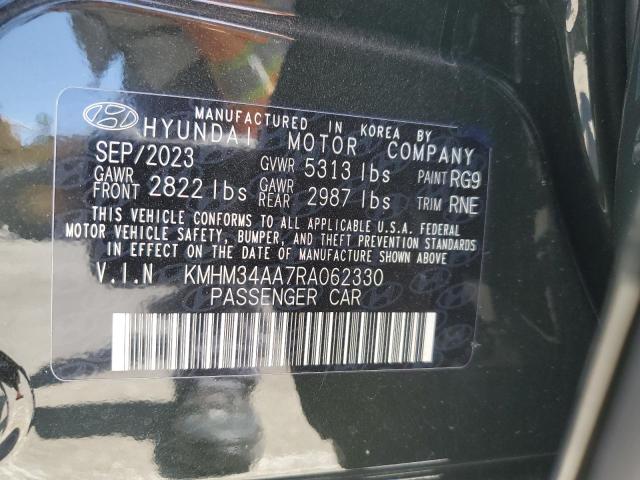 MANUFACTURED IN KOREA BY
HYUNDAI MOTOR COMPANY
SEP/2023 GVWR 5313 lbs PAINT RG9
GAWR FRONT 2822 lbs GAWR REAR 2987 lbs TRIM RNE
THIS VEHICLE CONFORMS TO ALL APPLICABLE U.S.A. FEDERAL
MOTOR VEHICLE SAFETY, BUMPER, AND THEFT PREVENTION STANDARDS
IN EFFECT ON THE DATE OF MANUFACTURE SHOWN ABOVE
V.I.N KMHM34AA7RA062330
PASSENGER CAR